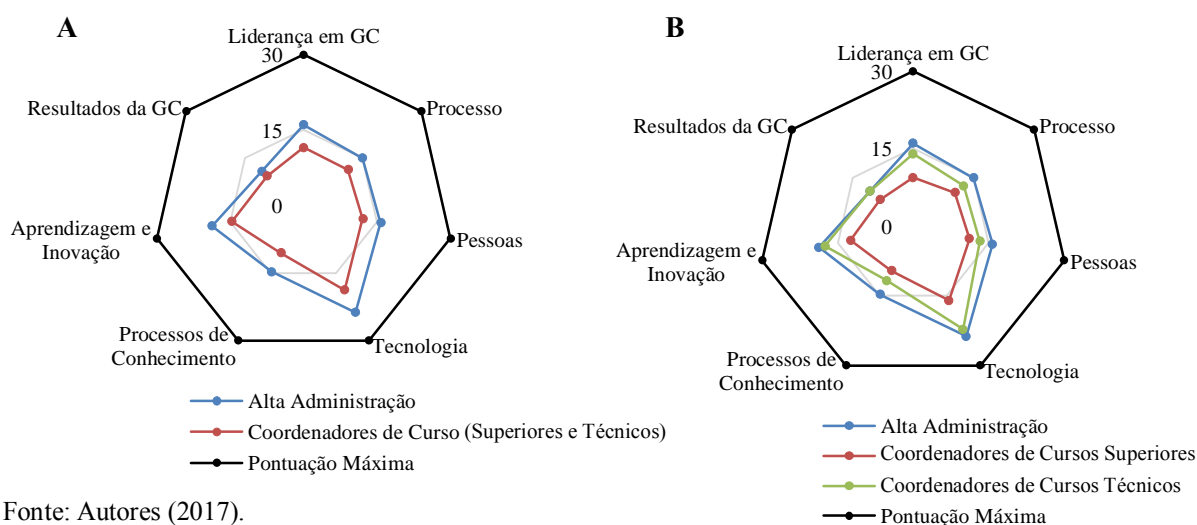 A
Liderança em GC
30
Resultados da GC
Processo
15
0
Aprendizagem e
Inovação
Pessoas
Processos de
Conhecimento
Tecnologia
Alta Administração
Coordenadores de Curso (Superiores e Técnicos)
Pontuação Máxima
B
Liderança em GC
30
Resultados da GC
Processo
15
0
Aprendizagem e
Inovação
Pessoas
Processos de
Conhecimento
Tecnologia
Alta Administração
Coordenadores de Cursos Superiores
Coordenadores de Cursos Técnicos
Pontuação Máxima
Fonte: Autores (2017).